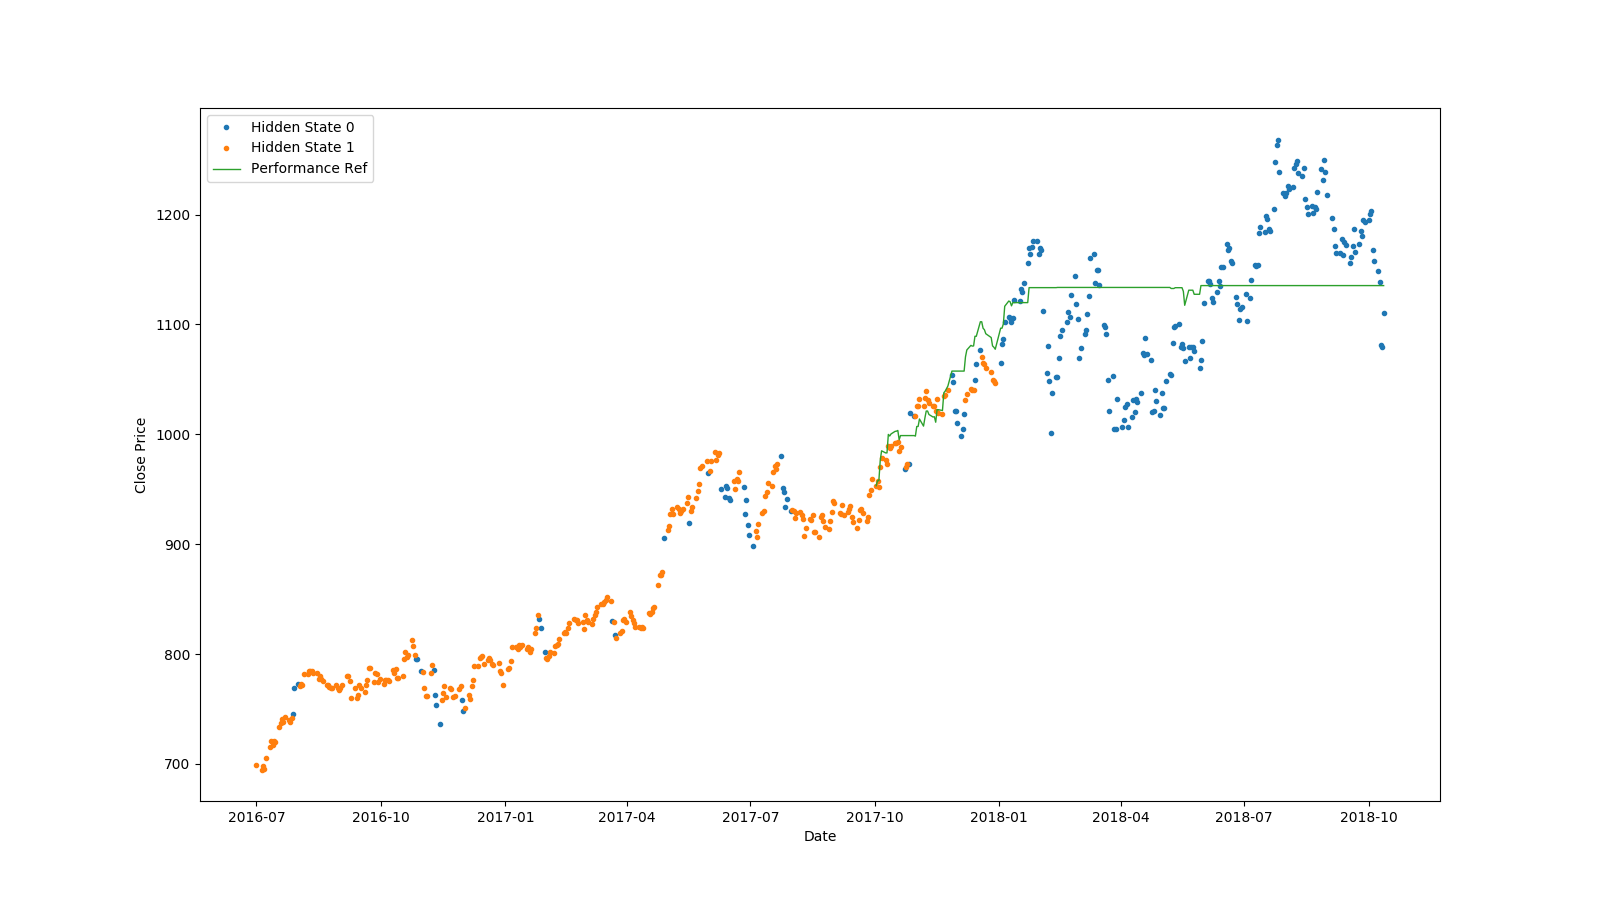 Hidden State 0
Hidden State 1
Performance Ref
1200
1100
1000
900
800
700
Close Price
2016-07 2016-10 2017-01 2017-04 2017-07 2017-10 2018-01 2018-04 2018-07 2018-10
Date